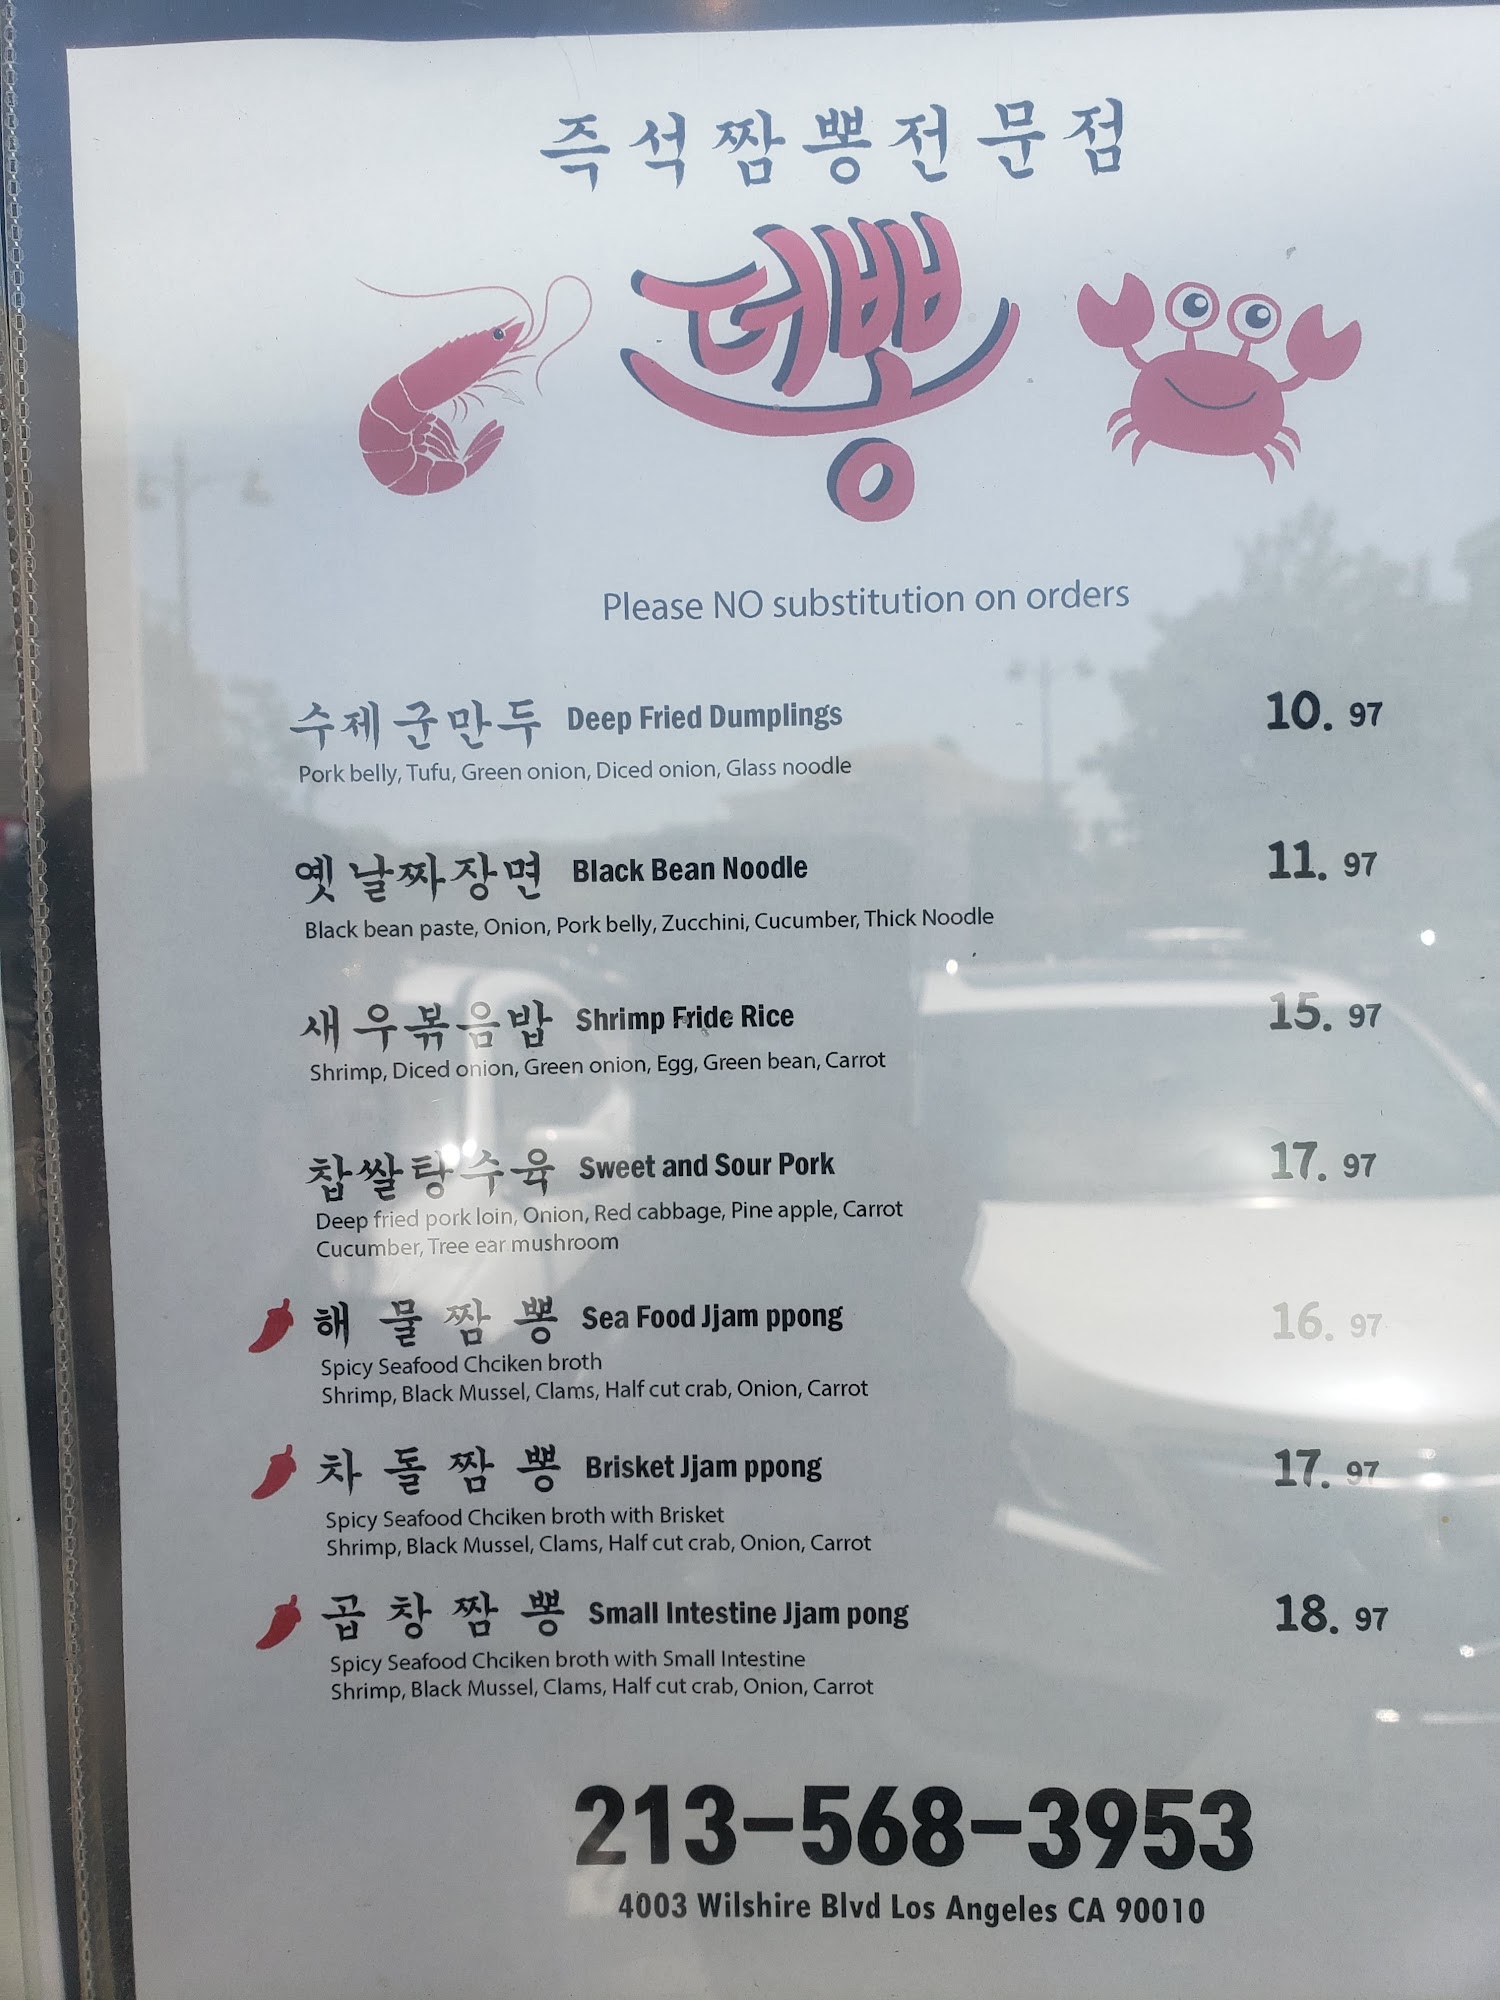 즉석짬뽕전문점
더뽕
Please NO substitution on orders
수제군만두 Deep Fried Dumplings 10. 97
Pork belly, Tufu, Green onion, Diced onion, Glass noodle
옛날짜장면 Black Bean Noodle 11. 97
Black bean paste, Onion, Pork belly, Zucchini, Cucumber, Thick Noodle
새우볶음밥 Shrimp Fride Rice 15. 97
Shrimp, Diced onion, Green onion, Egg, Green bean, Carrot
찹쌀탕수육 Sweet and Sour Pork 17. 97
Deep fried pork loin, Onion, Red cabbage, Pine apple, Carrot
Cucumber, Tree ear mushroom
해물짬뽕 Sea Food Jjam ppong 16. 97
Spicy Seafood Chciken broth
Shrimp, Black Mussel, Clams, Half cut crab, Onion, Carrot
차돌짬뽕 Brisket Jjam ppong 17. 97
Spicy Seafood Chciken broth with Brisket
Shrimp, Black Mussel, Clams, Half cut crab, Onion, Carrot
곱창짬뽕 Small Intestine Jjam pong 18. 97
Spicy Seafood Chciken broth with Small Intestine
Shrimp, Black Mussel, Clams, Half cut crab, Onion, Carrot
213-568-3953
4003 Wilshire Blvd Los Angeles CA 90010